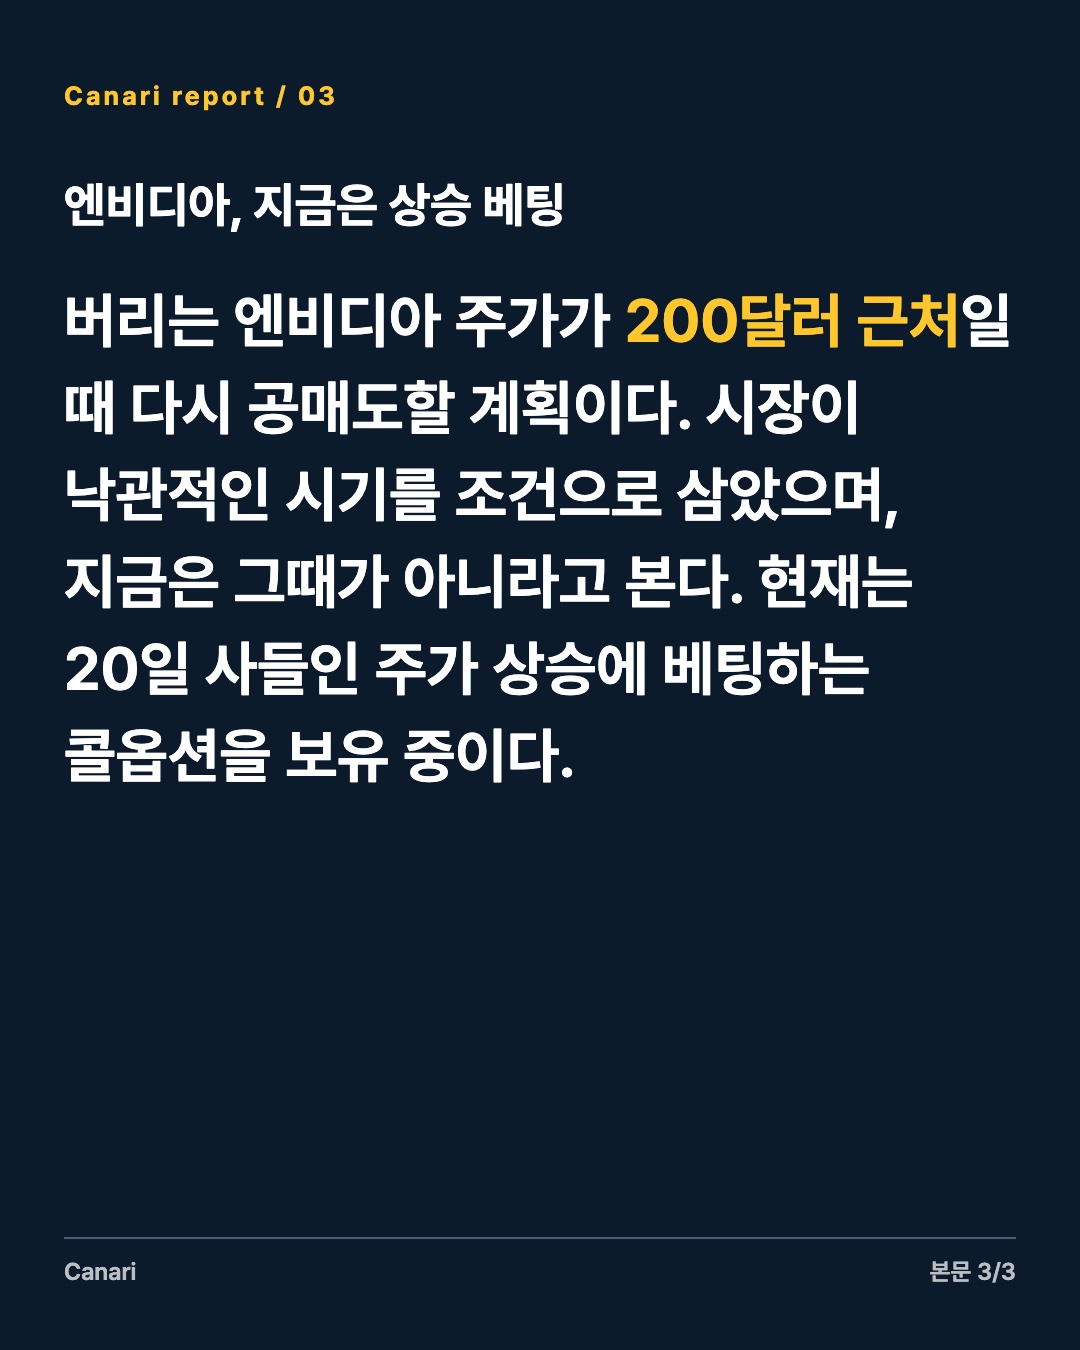 Canari report / 03
엔비디아, 지금은 상승 베팅
버리는 엔비디아 주가가 200달러 근처일
때 다시 공매도할 계획이다. 시장이
낙관적인 시기를 조건으로 삼았으며,
지금은 그때가 아니라고 본다. 현재는
20일 사들인 주가 상승에 베팅하는
콜옵션을 보유 중이다.
Canari
본문 3/3